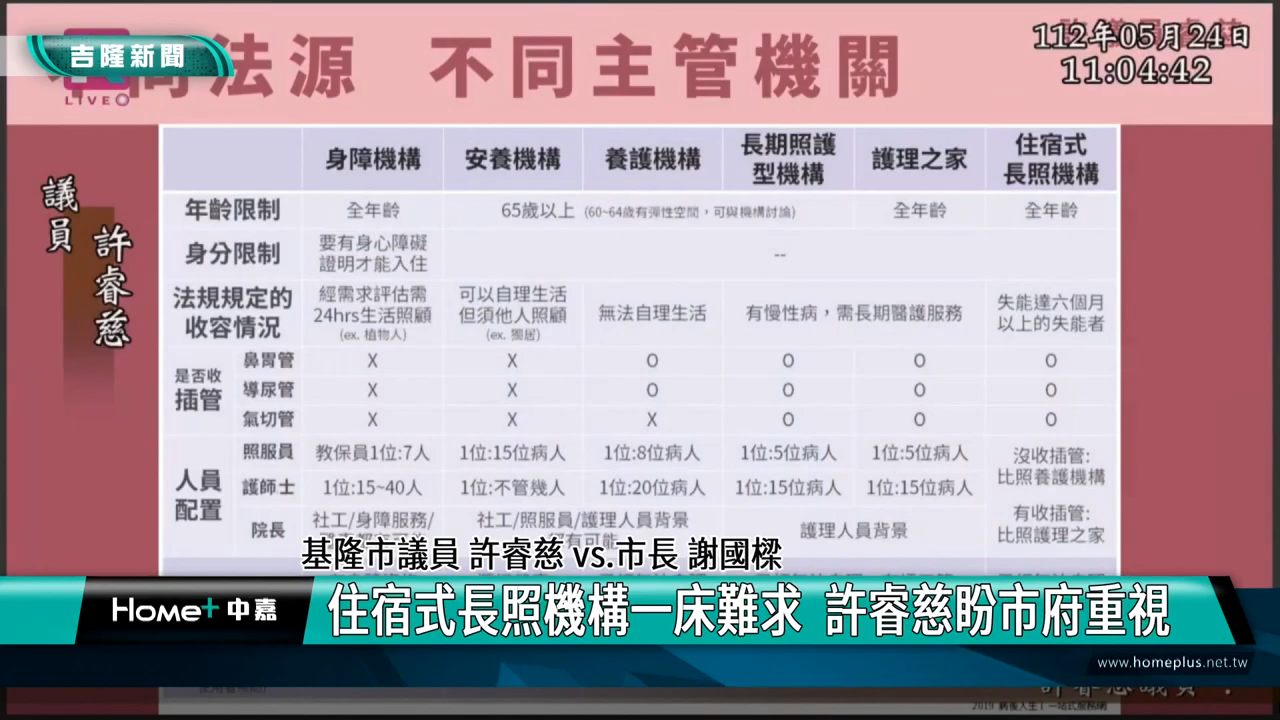 吉隆新聞
LIVE
同法源 不同主管機關
112年05月24日
11:04:42
議員
許睿慈
身障機構 安養機構 養護機構 長期照護型機構 護理之家 住宿式長照機構
年齡限制 全年齡 65歲以上 (60~64歲有彈性空間，可與機構討論) 全年齡 全年齡
身分限制 要有身心障礙證明才能入住 --
法規規定的收容情況 經需求評估需24hrs生活照顧 (ex. 植物人) 可以自理生活但須他人照顧 (ex. 獨居) 無法自理生活 有慢性病，需長期醫護服務 失能達六個月以上的失能者
是否收插管
鼻胃管 X X O O O O
導尿管 X X O O O O
氣切管 X X X O O O
人員配置
照服員 教保員1位:7人 1位:15位病人 1位:8位病人 1位:5位病人 1位:5位病人 沒收插管:比照養護機構
護師士 1位:15~40人 1位:不管幾人 1位:20位病人 1位:15位病人 1位:15位病人
院長 社工/身障服務/ 社工/照服員/護理人員背景 護理人員背景 有收插管:比照護理之家
基隆市議員 許睿慈 vs.市長 謝國樑
Home+中嘉
住宿式長照機構一床難求 許睿慈盼市府重視
www.homeplus.net.tw
許睿慈議員：
2019 病後人生|一站式服務網